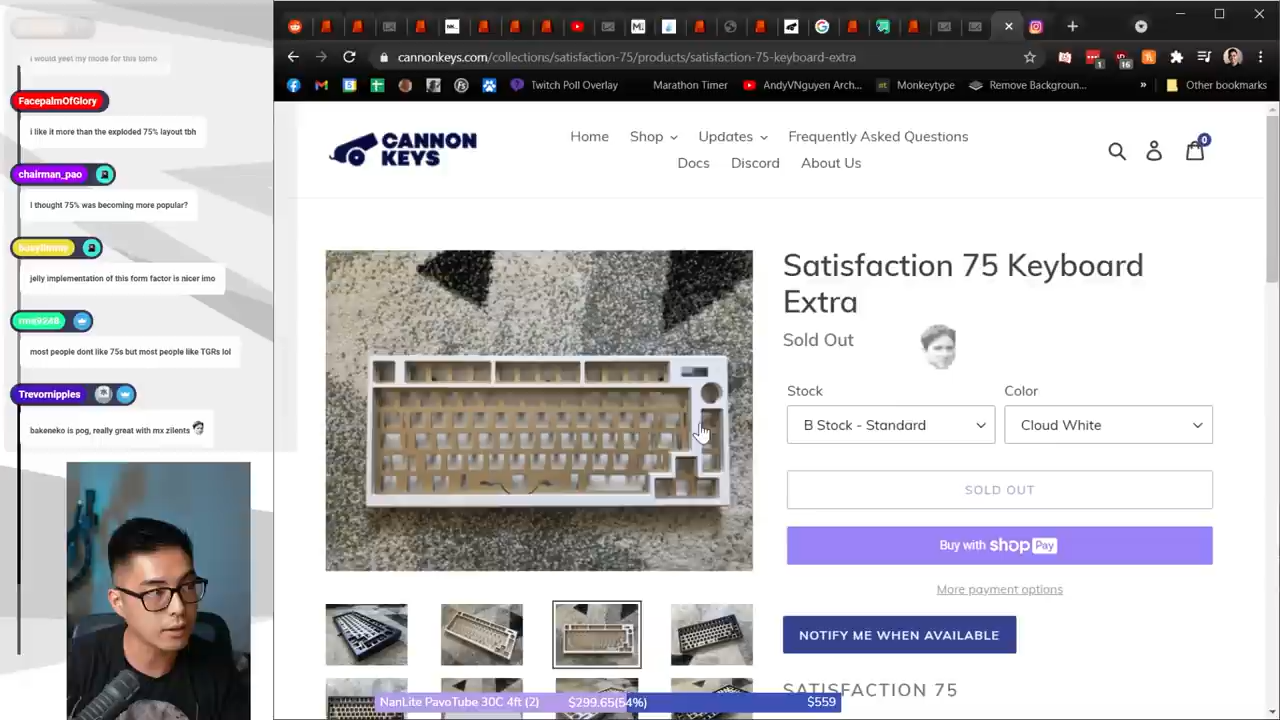 i would yeet my mode for this tomo
FacepalmOfGlory
i like it more than the exploded 75% layout tbh
chairman_pao
I thought 75% was becoming more popular?
jelly implementation of this form factor is nicer imo
most people dont like 75s but most people like TGRs lol
Trevornipples
bakeneko is pog, really great with mx zilents
cannonkeys.com/collections/satisfaction-75/products/satisfaction-75-keyboard-extra
Twitch Poll Overlay
Marathon Timer
AndyVNguyen Arch...
Monkeytype
Remove Backgroun...
»
Other bookmarks
CANNON
KEYS
Home
Shop
Updates
Frequently Asked Questions
Docs
Discord
About Us
0
Satisfaction 75 Keyboard
Extra
Sold Out
Stock
Color
B Stock - Standard
Cloud White
SOLD OUT
Buy with shop Pay
More payment options
NOTIFY ME WHEN AVAILABLE
SATISFACTION 75
NanLite PavoTube 30C 4ft (2)
$299.65(54%)
$559